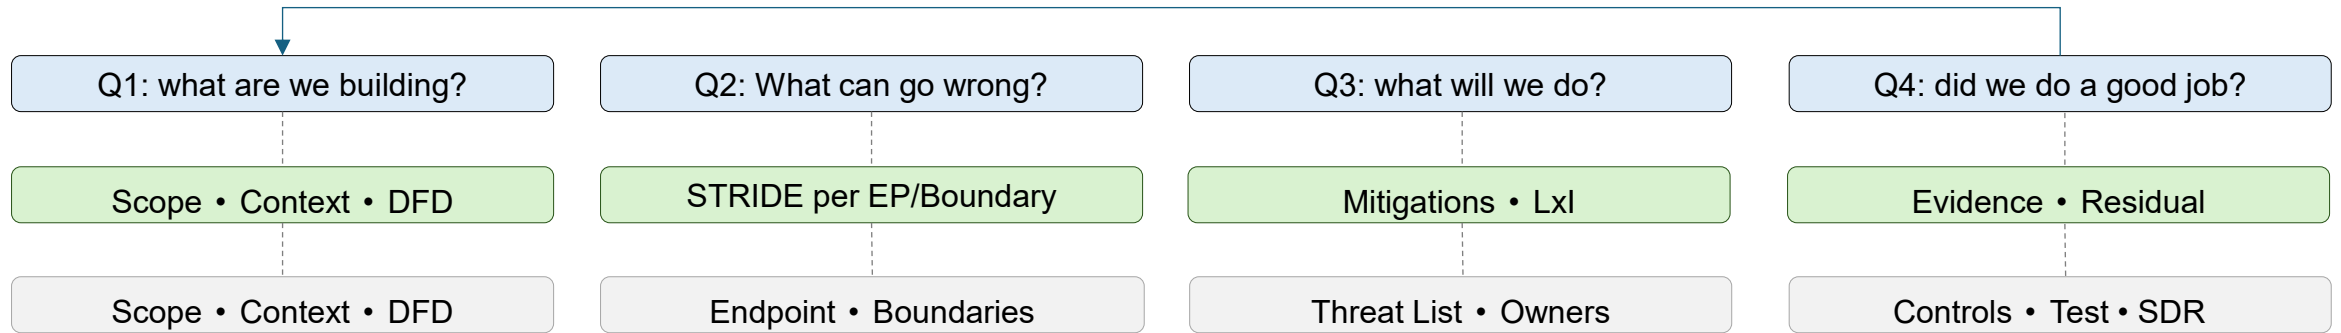 Q1: what are we building?
Q2: What can go wrong?
Q3: what will we do?
Q4: did we do a good job?
Scope • Context • DFD
STRIDE per EP/Boundary
Mitigations • LxI
Evidence • Residual
Scope • Context • DFD
Endpoint • Boundaries
Threat List • Owners
Controls • Test • SDR